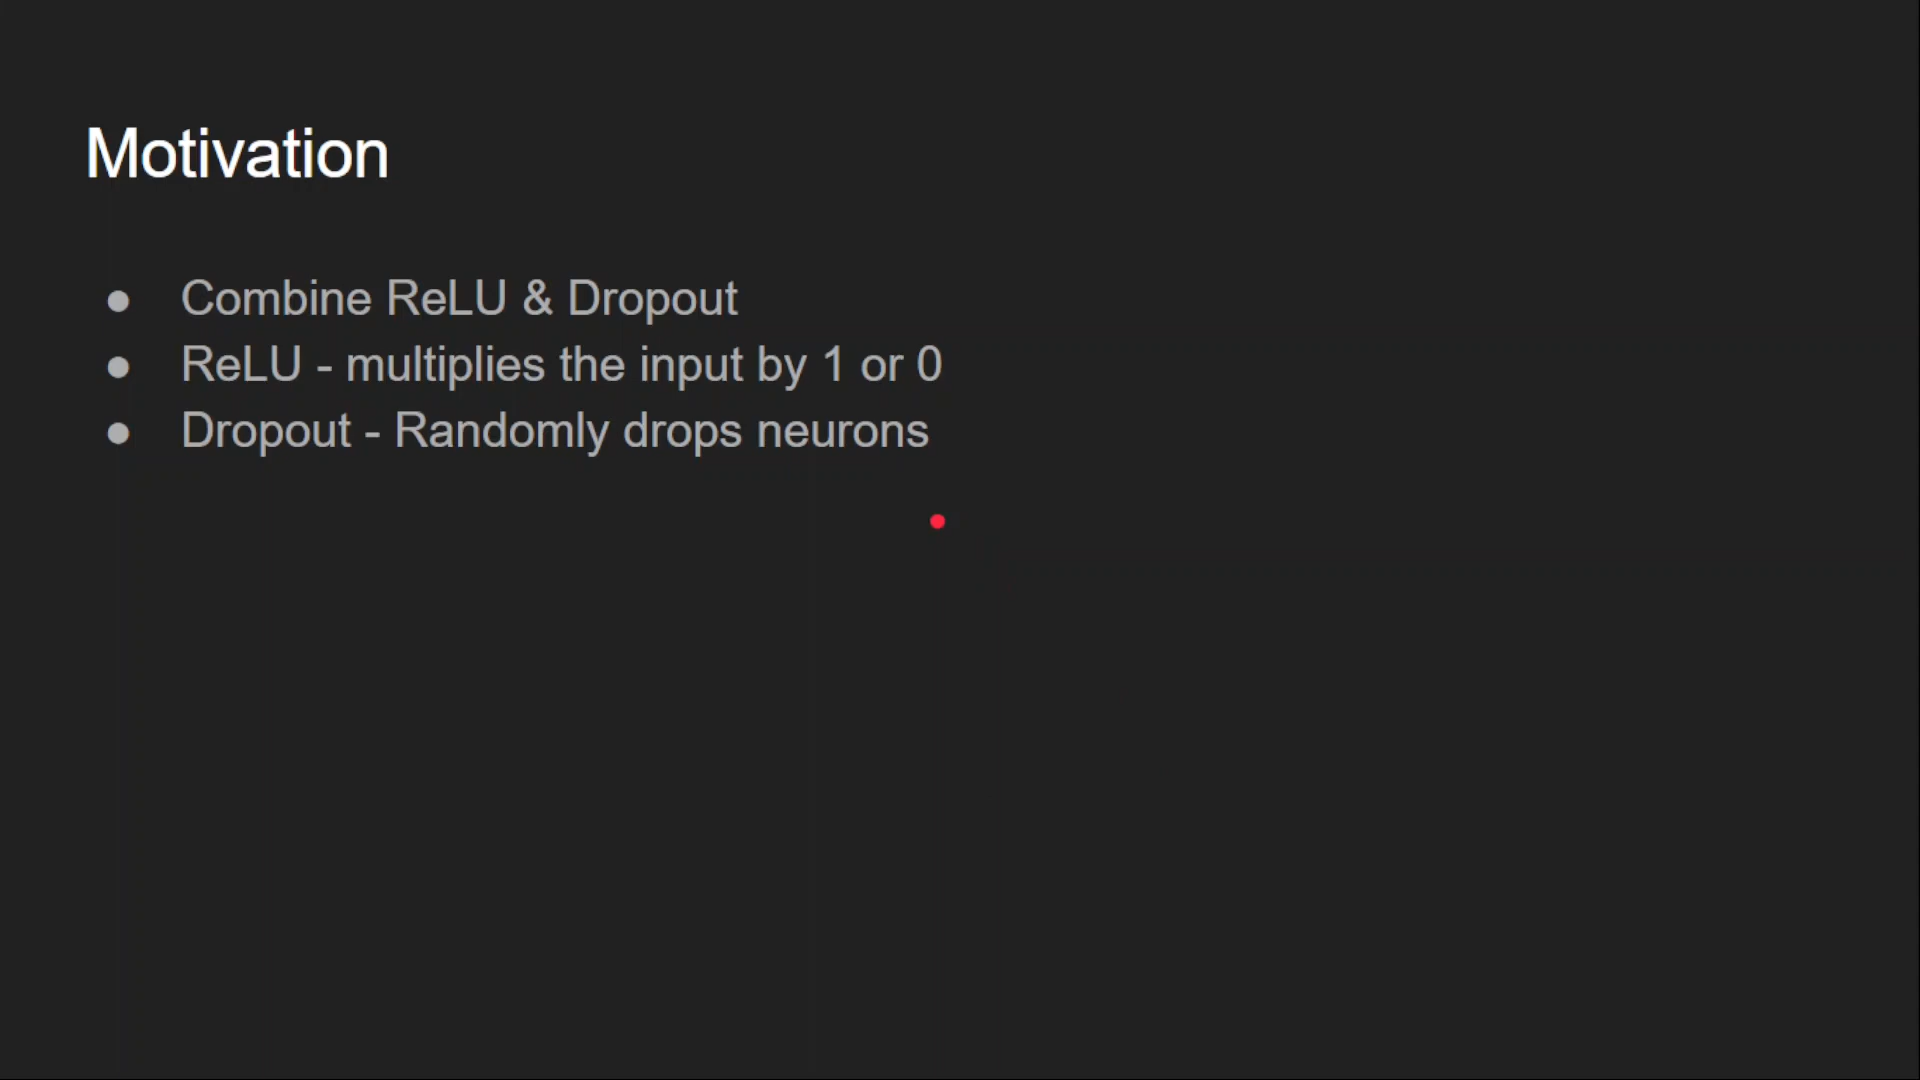 Motivation
● Combine ReLU & Dropout
● ReLU - multiplies the input by 1 or 0
● Dropout - Randomly drops neurons